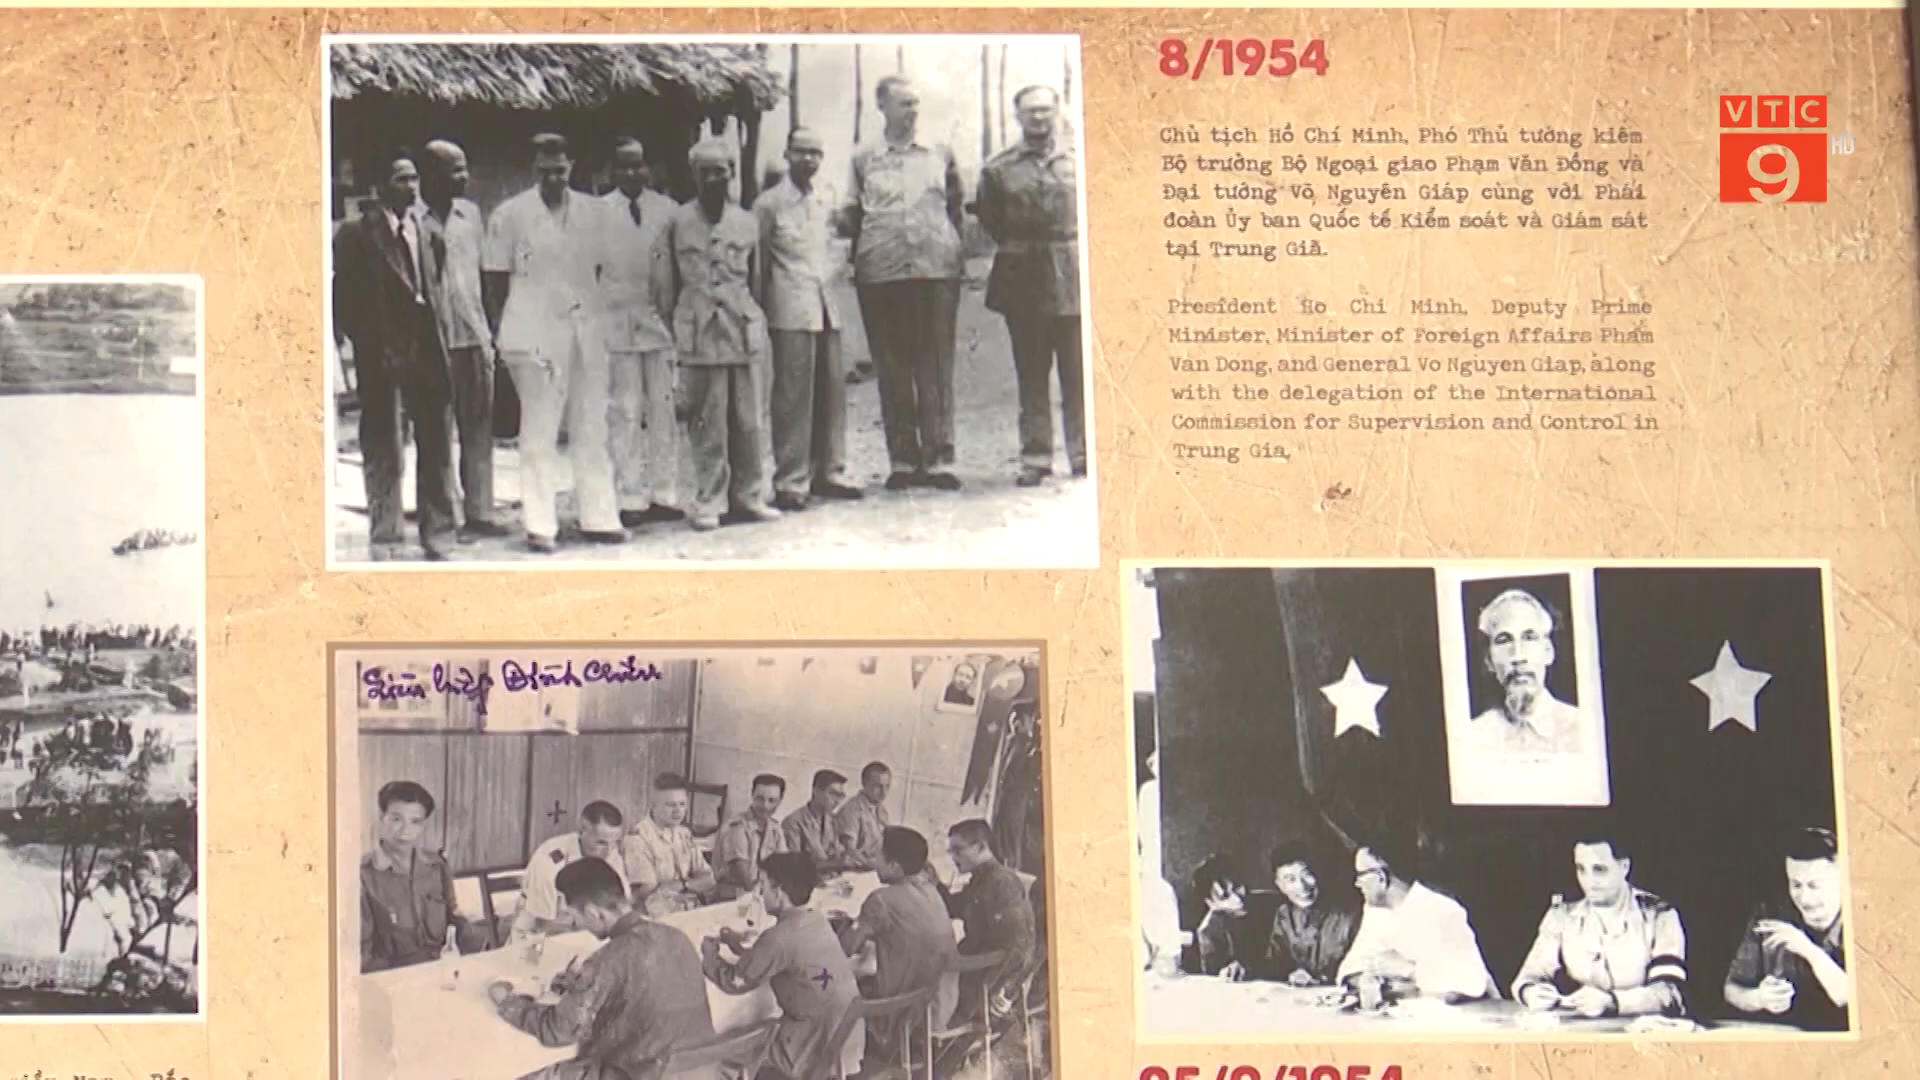 8/1954
VTC
9
HD
Chủ tịch Hồ Chí Minh, Phó Thủ tướng kiêm
Bộ trưởng Bộ Ngoại giao Phạm Văn Đồng và
Đại tướng Võ Nguyên Giáp cùng với Phái
đoàn Ủy ban Quốc tế Kiểm soát và Giám sát
tại Trung Giã.
President Ho Chi Minh, Deputy Prime
Minister, Minister of Foreign Affairs Pham
Van Dong, and General Vo Nguyen Giap, along
with the delegation of the International
Commission for Supervision and Control in
Trung Gia.
Đình Chiến